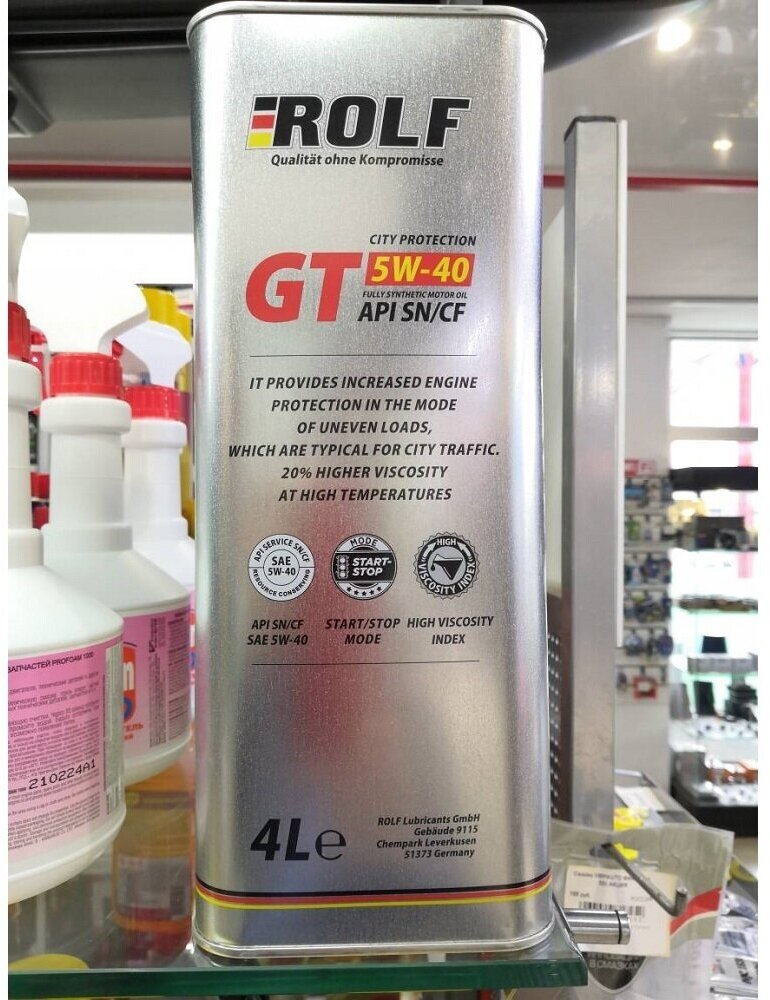 ROLF
Qualität ohne Kompromisse
CITY PROTECTION
GT 5W-40
FULLY SYNTHETIC MOTOR OIL
API SN/CF
IT PROVIDES INCREASED ENGINE
PROTECTION IN THE MODE
OF UNEVEN LOADS,
WHICH ARE TYPICAL FOR CITY TRAFFIC.
20% HIGHER VISCOSITY
AT HIGH TEMPERATURES
API SERVICE SN/CF
SAE
5W-40
RESOURCE CONSERVING
MODE
START-
STOP
HIGH
VISCOSITY INDEX
API SN/CF
SAE 5W-40
START/STOP
MODE
HIGH VISCOSITY
INDEX
4L e
ROLF Lubricants GmbH
Gebäude 9115
Chempark Leverkusen
51373 Germany
ЗАПЧАСТЕЙ PROFOAM 1000
210224A1